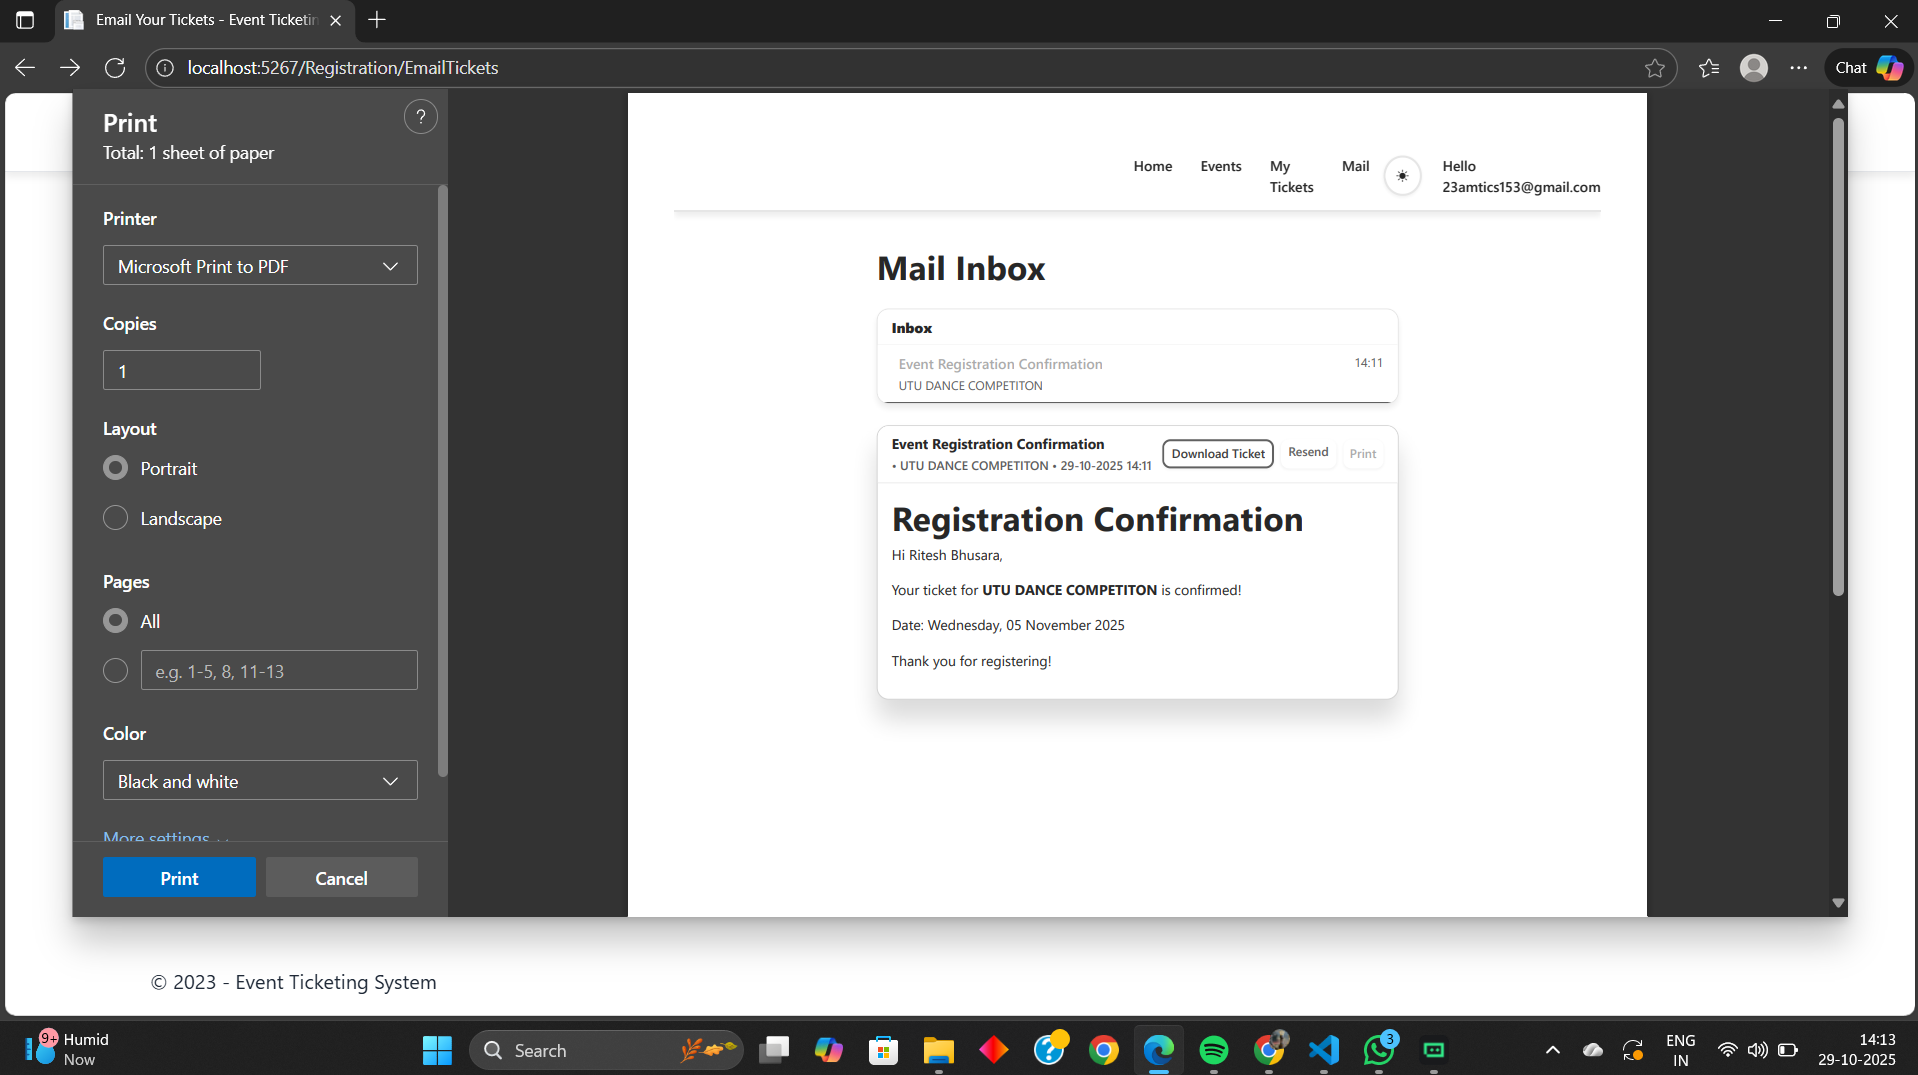 Email Your Tickets - Event Ticketin
localhost:5267/Registration/EmailTickets
Chat
Print
?
Total: 1 sheet of paper
Printer
Microsoft Print to PDF
Copies
1
Layout
Portrait
Landscape
Pages
All
e.g. 1-5, 8, 11-13
Color
Black and white
More settings
Print
Cancel
Home
Events
My
Tickets
Mail
Hello
23amtics153@gmail.com
Mail Inbox
Inbox
Event Registration Confirmation
14:11
UTU DANCE COMPETITON
Event Registration Confirmation
• UTU DANCE COMPETITON • 29-10-2025 14:11
Download Ticket
Resend
Print
Registration Confirmation
Hi Ritesh Bhusara,
Your ticket for UTU DANCE COMPETITON is confirmed!
Date: Wednesday, 05 November 2025
Thank you for registering!
© 2023 - Event Ticketing System
9+
Humid
Now
Search
?
3
ENG
IN
14:13
29-10-2025